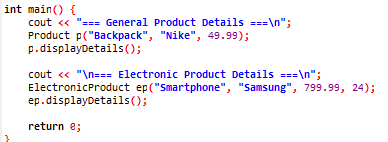 int main() {
cout << "=== General Product Details ===\n";
Product p("Backpack", "Nike", 49.99);
p.displayDetails();
cout << "\n=== Electronic Product Details ===\n";
ElectronicProduct ep("Smartphone", "Samsung", 799.99, 24);
ep.displayDetails();
return 0;
}